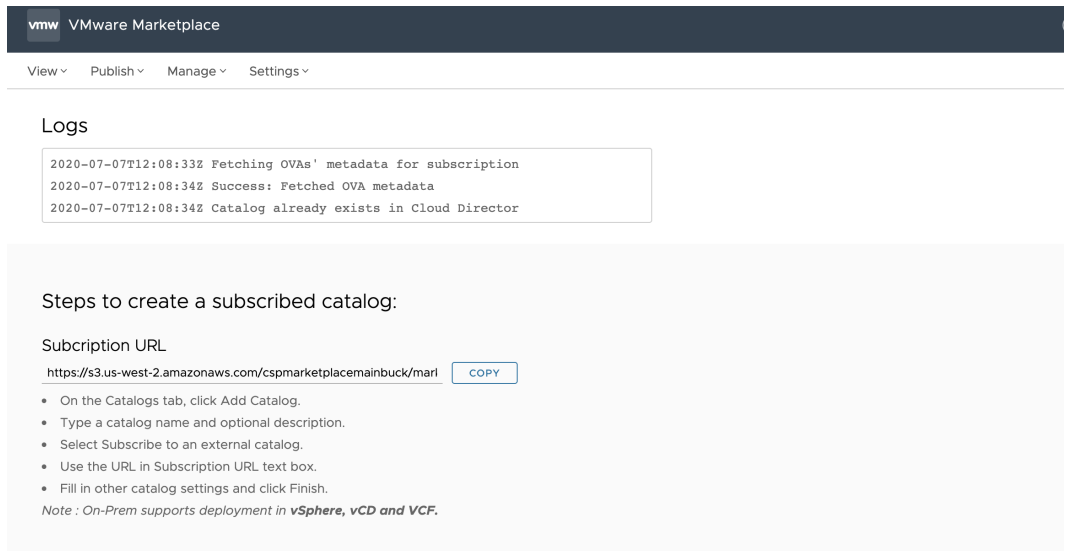 vmw VMware Marketplace
View Publish Manage Settings
Logs
2020-07-07T12:08:33Z Fetching OVAs' metadata for subscription
2020-07-07T12:08:34Z Success: Fetched OVA metadata
2020-07-07T12:08:34Z Catalog already exists in Cloud Director
Steps to create a subscribed catalog:
Subcription URL
https://s3.us-west-2.amazonaws.com/cspmarketplacemainbuck/marl COPY
• On the Catalogs tab, click Add Catalog.
• Type a catalog name and optional description.
• Select Subscribe to an external catalog.
• Use the URL in Subscription URL text box.
• Fill in other catalog settings and click Finish.
Note : On-Prem supports deployment in vSphere, vCD and VCF.